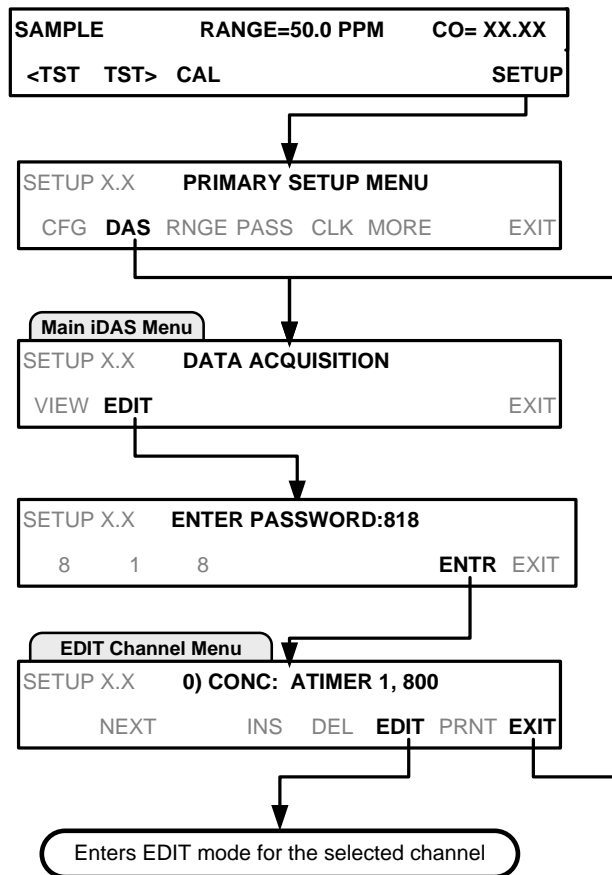 SAMPLE RANGE=50.0 PPM CO= XX.XX
<TST TST> CAL SETUP
SETUP X.X PRIMARY SETUP MENU
CFG DAS RNGE PASS CLK MORE EXIT
Main iDAS Menu
SETUP X.X DATA ACQUISITION
VIEW EDIT EXIT
SETUP X.X ENTER PASSWORD:818
8 1 8 ENTR EXIT
EDIT Channel Menu
SETUP X.X 0) CONC: ATIMER 1, 800
NEXT INS DEL EDIT PRNT EXIT
Enters EDIT mode for the selected channel